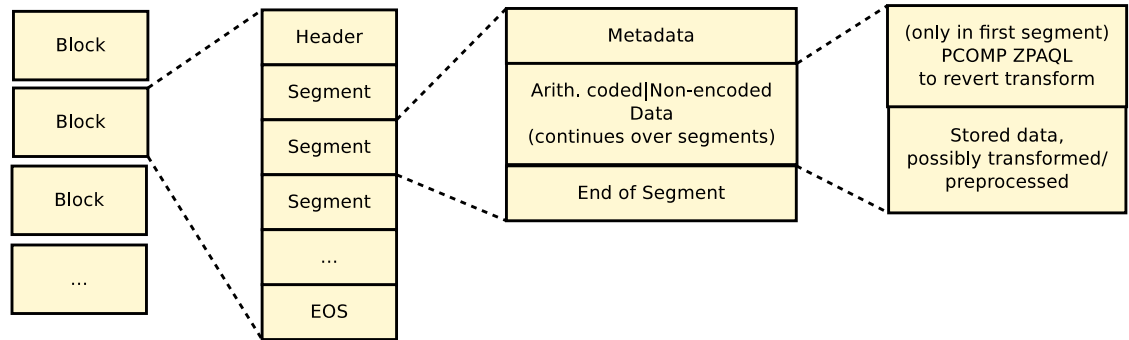 Block
Block
Block
...
Header
Segment
Segment
Segment
...
EOS
Metadata
Arith. coded|Non-encoded
Data
(continues over segments)
End of Segment
(only in first segment)
PCOMP ZPAQL
to revert transform
Stored data,
possibly transformed/
preprocessed